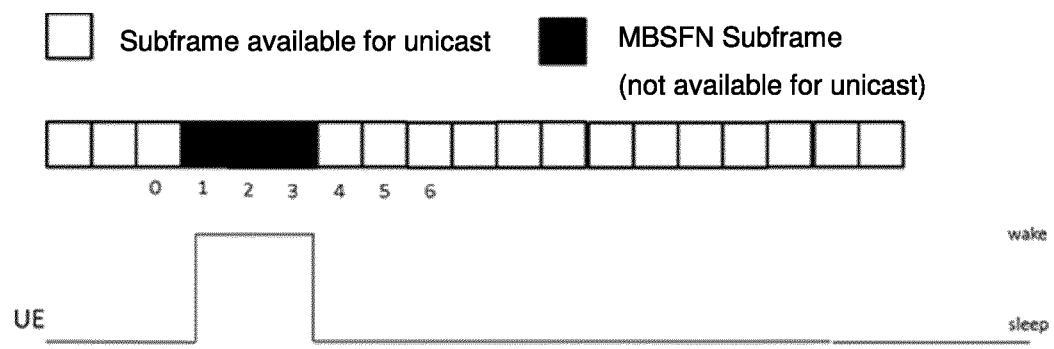 Subframe available for unicast
MBSFN Subframe
(not available for unicast)
0 1 2 3 4 5 6
wake
UE
sleep